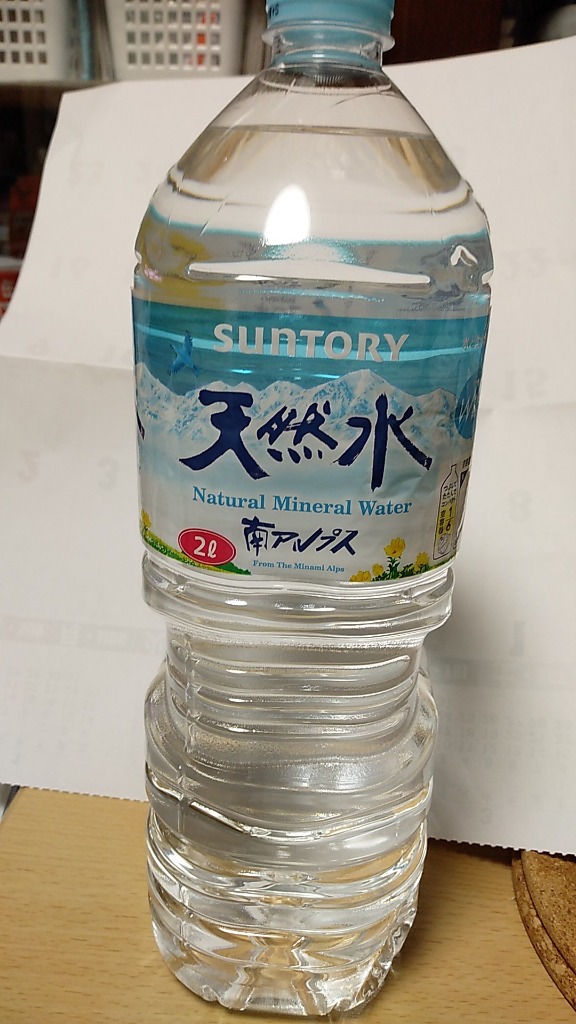 SUNTORY
天然水
Natural Mineral Water
南アルプス
2ℓ
From The Minami Alps